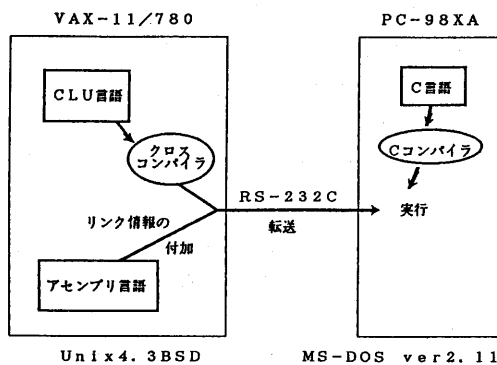 VAX-11/780
PC-98XA
CLU言語
C言語
クロス
コンパイラ
Cコンパイラ
RS-232C
リンク情報の
付加
転送
実行
アセンブリ言語
Unix4.3BSD
MS-DOS ver2.11